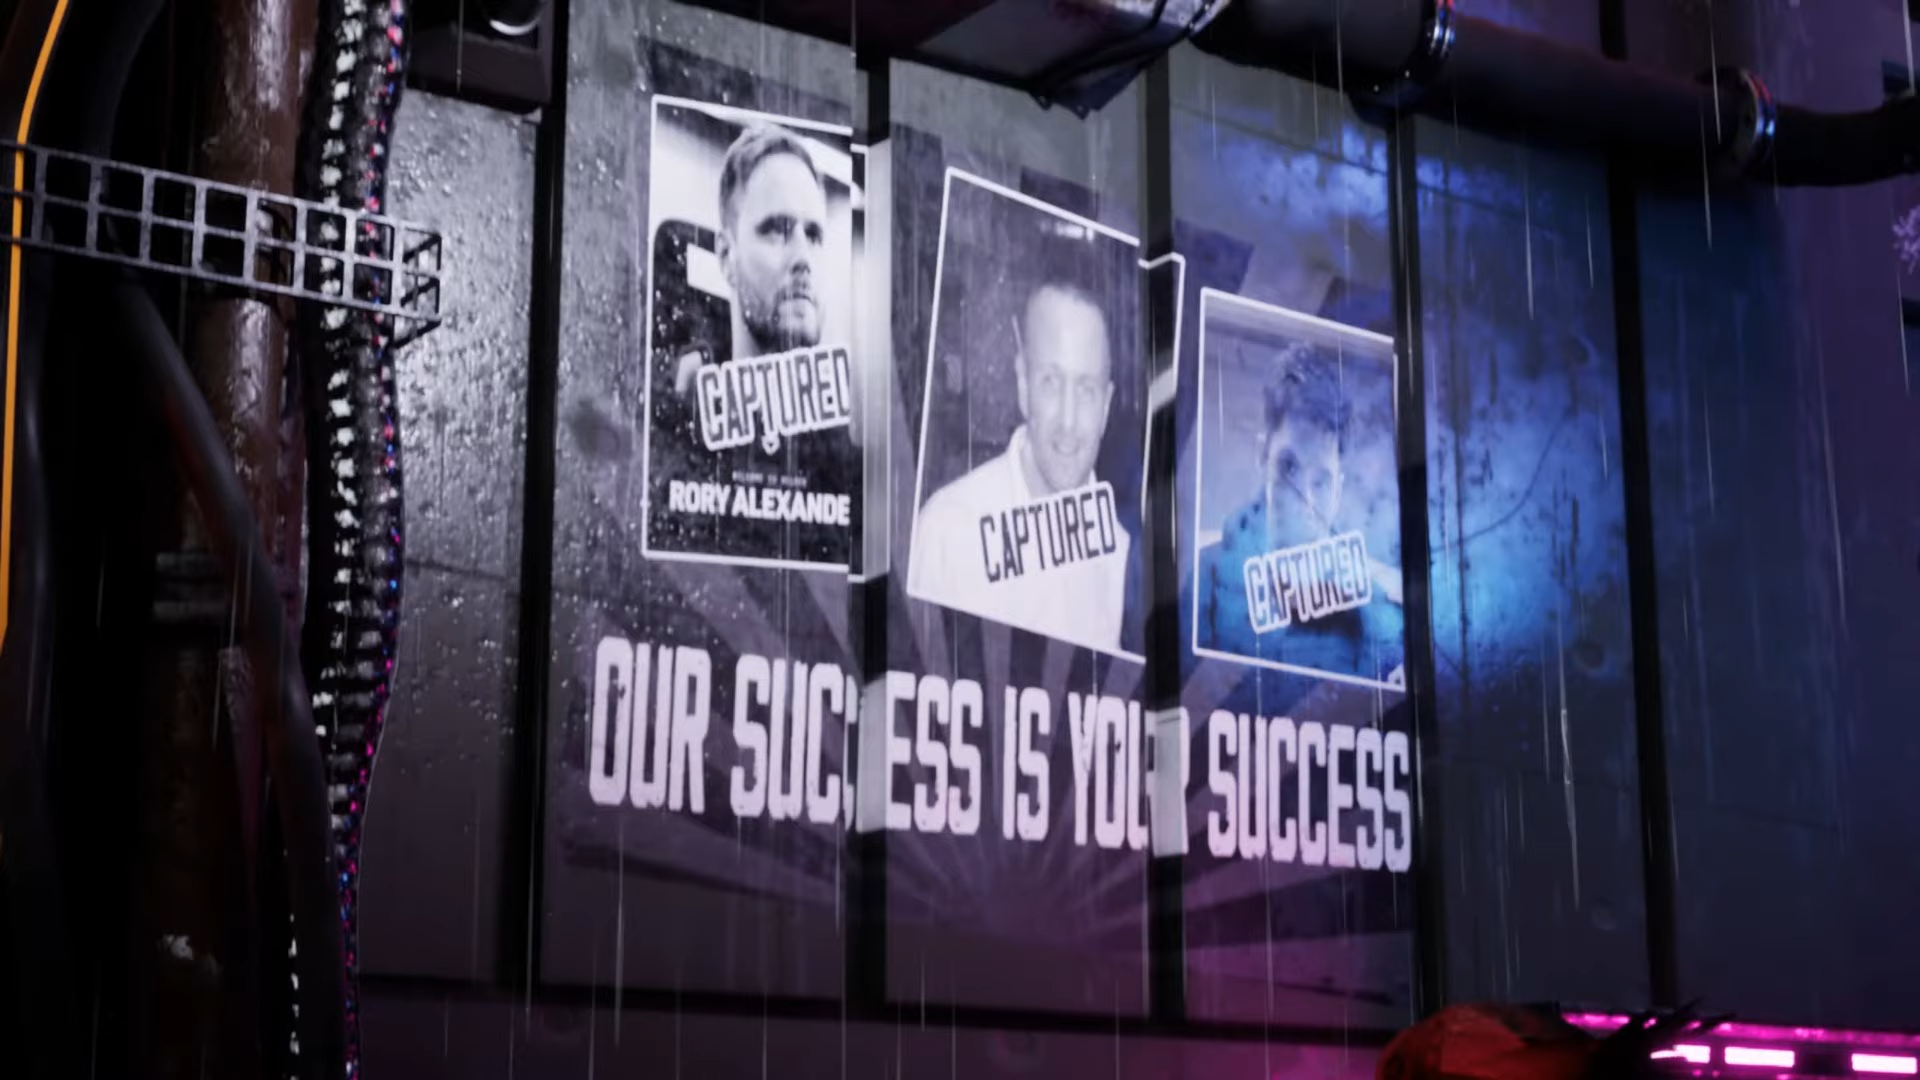 CAPTURED
RORY ALEXANDE
CAPTURED
CAPTURED
OUR SUCCESS IS YOUR SUCCESS